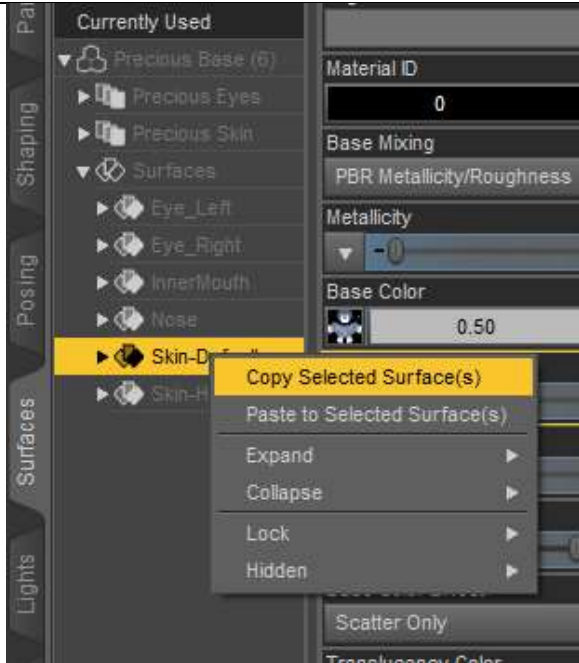 Currently Used
Precious Base (6)
Precious Eyes
Precious Skin
Surfaces
Eye_Left
Eye_Right
InnerMouth
Nose
Copy Selected Surface(s)
Paste to Selected Surface(s)
Expand
Collapse
Lock
Hidden
Material ID
0
Base Mixing
PBR Metallicity/Roughness
Metallicity
Base Color
0.50
Scatter Only
Translucency Color
Shaping
Posing
Surfaces
Lights